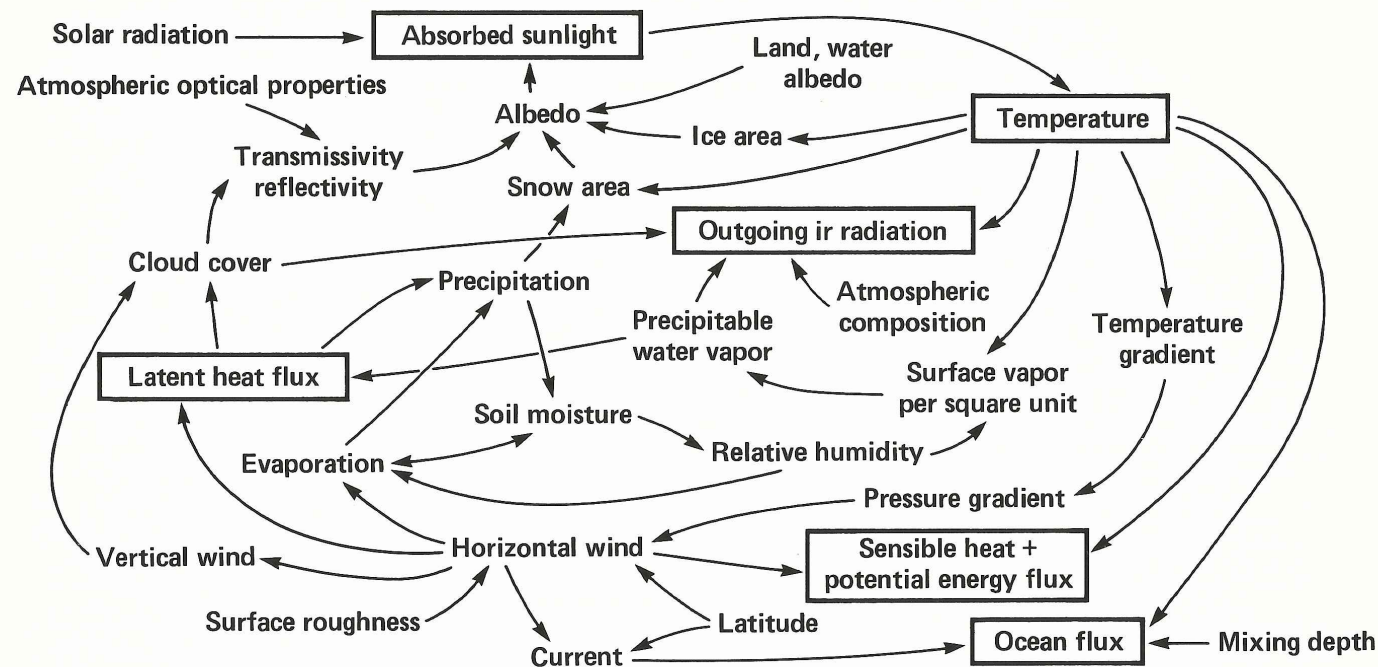 Solar radiation
Absorbed sunlight
Land, water
albedo
Atmospheric optical properties
Albedo
Temperature
Ice area
Transmissivity
reflectivity
Snow area
Outgoing ir radiation
Cloud cover
Precipitation
Atmospheric
composition
Precipitable
water vapor
Temperature
gradient
Latent heat flux
Surface vapor
per square unit
Soil moisture
Relative humidity
Evaporation
Pressure gradient
Horizontal wind
Sensible heat +
potential energy flux
Vertical wind
Surface roughness
Latitude
Current
Ocean flux
Mixing depth